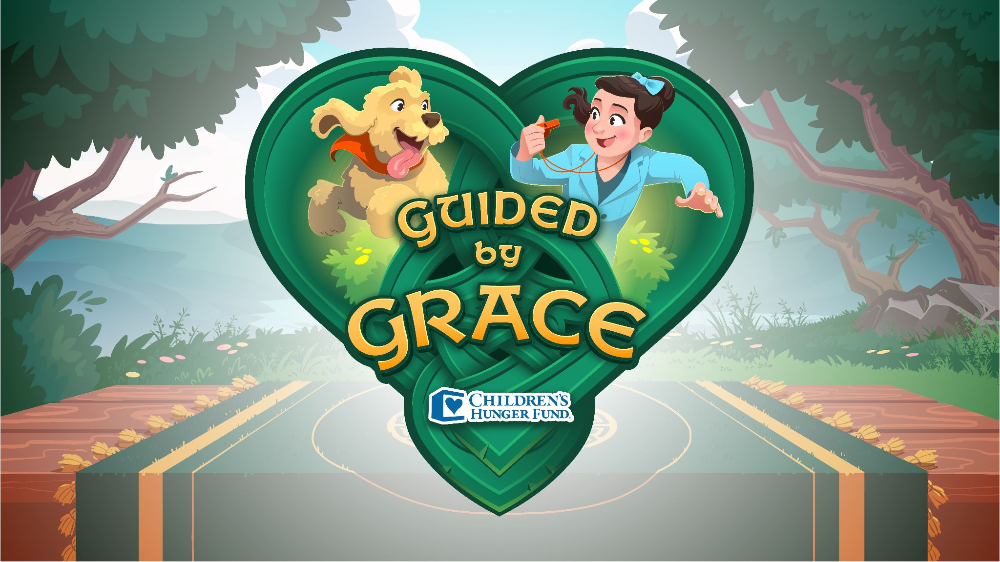 GUIDED
by
GRACE
CHILDREN'S
HUNGER FUND®